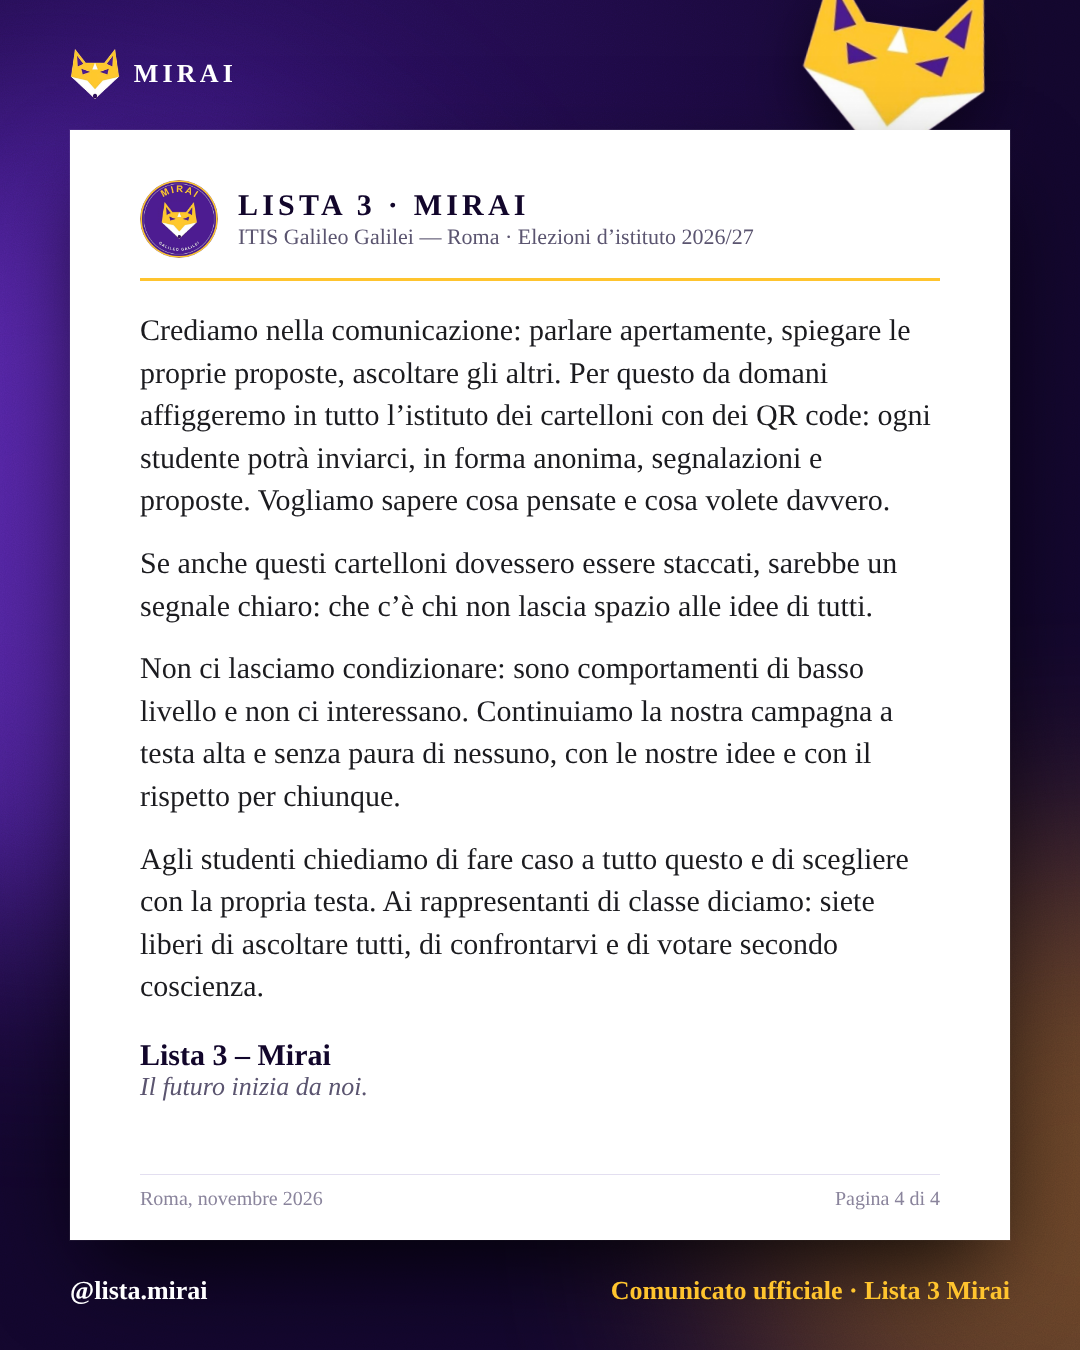 MIRAI
MIRAI
GALILEO GALILEI
LISTA 3 · MIRAI
ITIS Galileo Galilei — Roma · Elezioni d’istituto 2026/27
Crediamo nella comunicazione: parlare apertamente, spiegare le
proprie proposte, ascoltare gli altri. Per questo da domani
affiggeremo in tutto l’istituto dei cartelloni con dei QR code: ogni
studente potrà inviarci, in forma anonima, segnalazioni e
proposte. Vogliamo sapere cosa pensate e cosa volete davvero.
Se anche questi cartelloni dovessero essere staccati, sarebbe un
segnale chiaro: che c’è chi non lascia spazio alle idee di tutti.
Non ci lasciamo condizionare: sono comportamenti di basso
livello e non ci interessano. Continuiamo la nostra campagna a
testa alta e senza paura di nessuno, con le nostre idee e con il
rispetto per chiunque.
Agli studenti chiediamo di fare caso a tutto questo e di scegliere
con la propria testa. Ai rappresentanti di classe diciamo: siete
liberi di ascoltare tutti, di confrontarvi e di votare secondo
coscienza.
Lista 3 – Mirai
Il futuro inizia da noi.
Roma, novembre 2026
Pagina 4 di 4
@lista.mirai
Comunicato ufficiale · Lista 3 Mirai